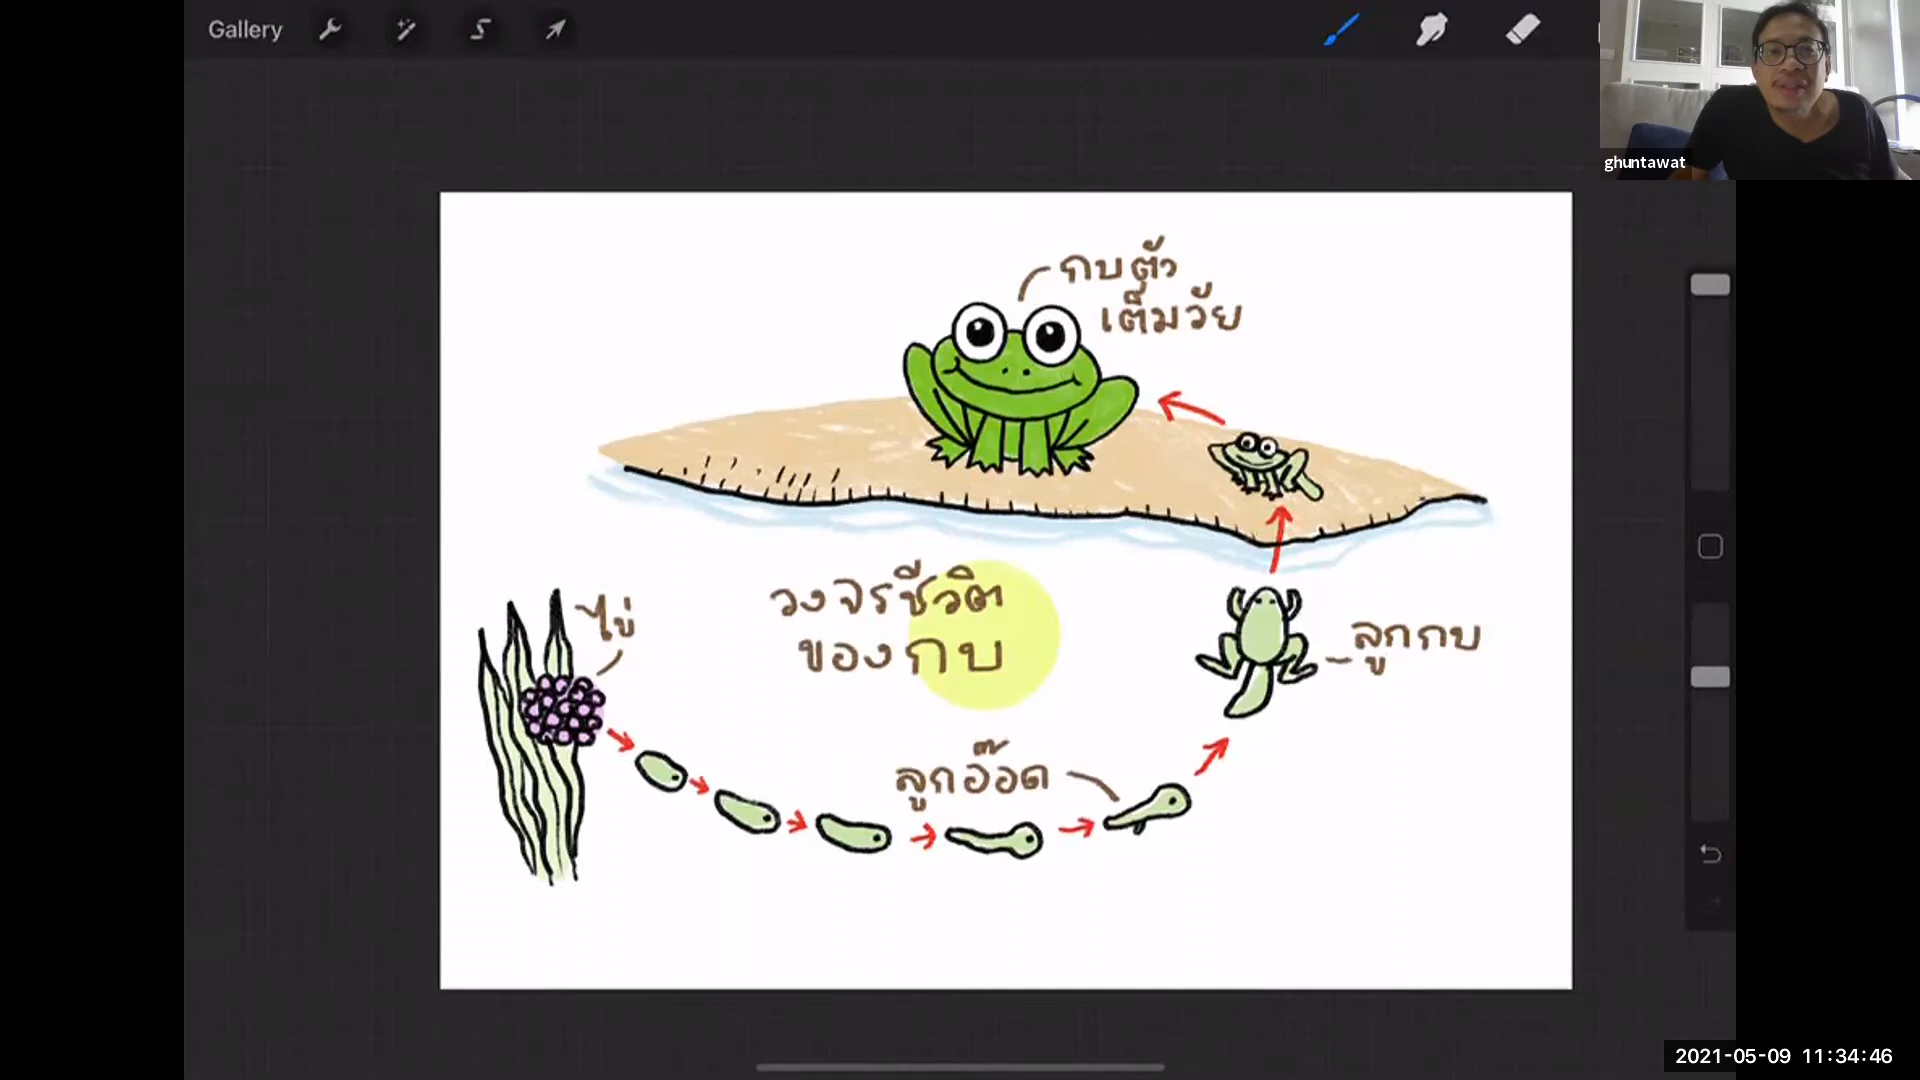 Gallery
ghuntawat
กบตัว
เต็มวัย
วงจรชีวิต
ของกบ
ไข่
ลูกกบ
ลูกอ๊อด
2021-05-09 11:34:46